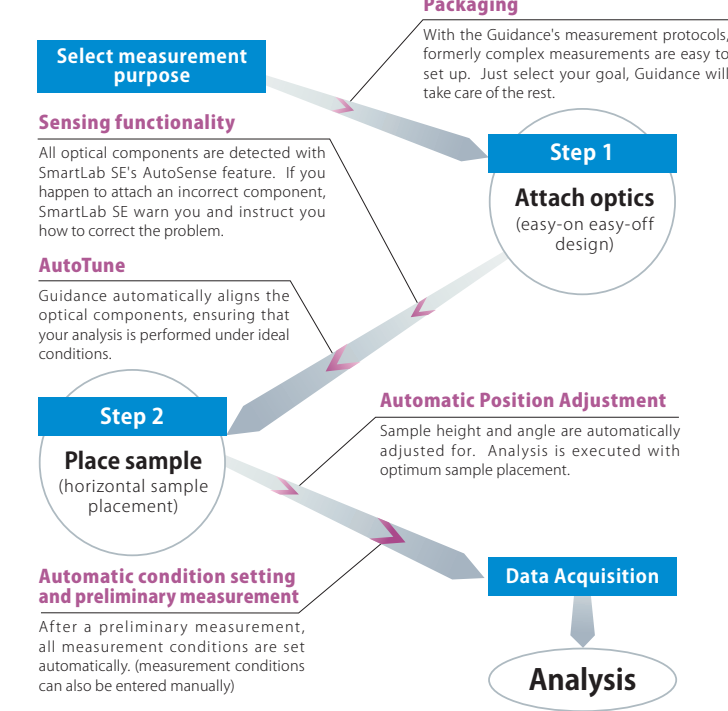 Packaging
With the Guidance's measurement protocols,
formerly complex measurements are easy to
set up. Just select your goal, Guidance will
take care of the rest.
Select measurement
purpose
Sensing functionality
All optical components are detected with
SmartLab SE's AutoSense feature. If you
happen to attach an incorrect component,
SmartLab SE warn you and instruct you
how to correct the problem.
Step 1
Attach optics
(easy-on easy-off
design)
AutoTune
Guidance automatically aligns the
optical components, ensuring that
your analysis is performed under ideal
conditions.
Step 2
Place sample
(horizontal sample
placement)
Automatic Position Adjustment
Sample height and angle are automatically
adjusted for. Analysis is executed with
optimum sample placement.
Automatic condition setting
and preliminary measurement
After a preliminary measurement,
all measurement conditions are set
automatically. (measurement conditions
can also be entered manually)
Data Acquisition
Analysis